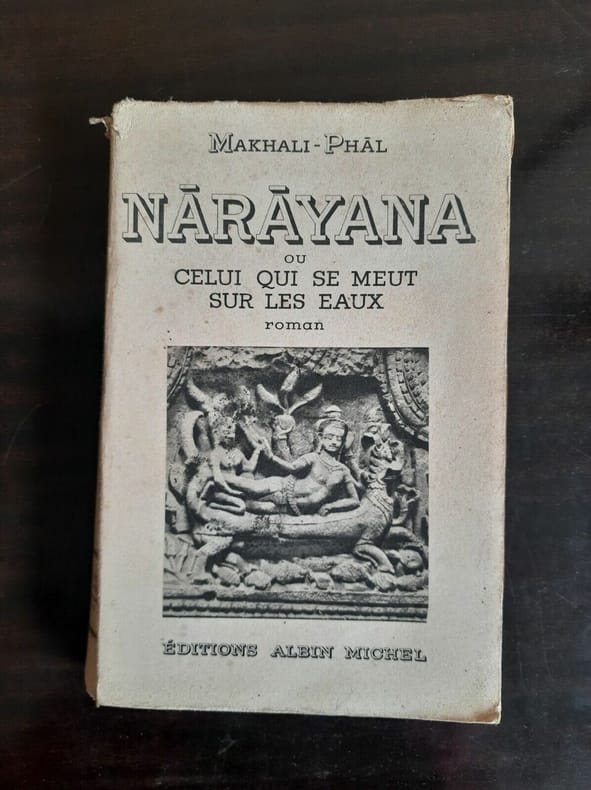 MAKHALI-PHĀL
NĀRĀYANA
OU
CELUI QUI SE MEUT
SUR LES EAUX
roman
ÉDITIONS ALBIN MICHEL